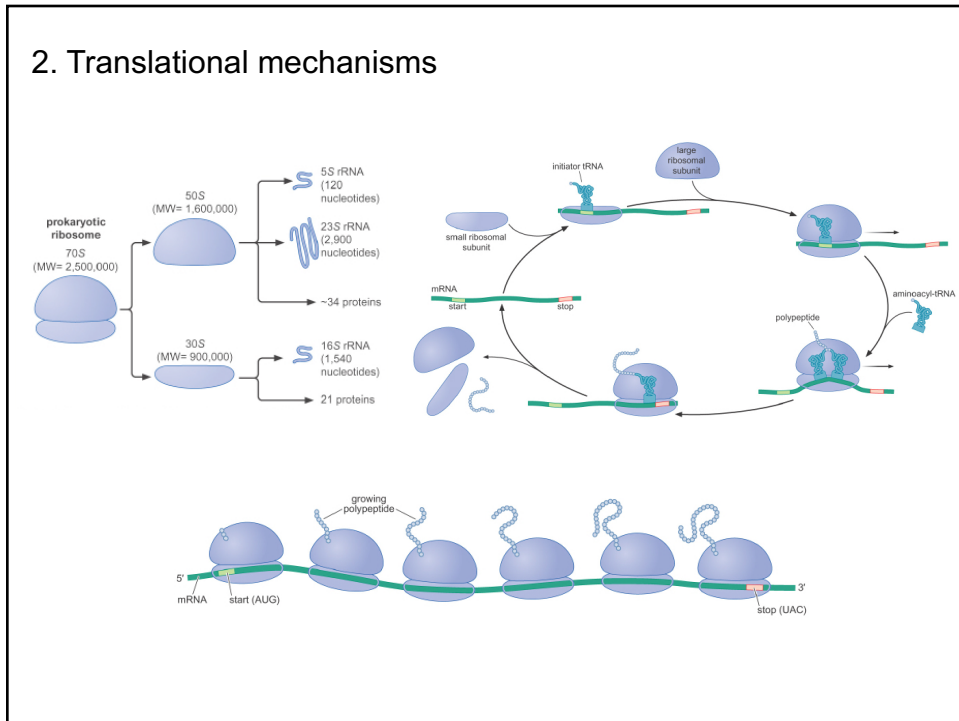 2. Translational mechanisms
prokaryotic
ribosome
70S
(MW= 2,500,000)
50S
(MW= 1,600,000)
30S
(MW= 900,000)
5S rRNA
(120
nucleotides)
23S rRNA
(2,900
nucleotides)
~34 proteins
16S rRNA
(1,540
nucleotides)
21 proteins
initiator tRNA
large
ribosomal
subunit
small ribosomal
subunit
mRNA
start
stop
aminoacyl-tRNA
polypeptide
growing
polypeptide
5'
mRNA
start (AUG)
3'
stop (UAC)